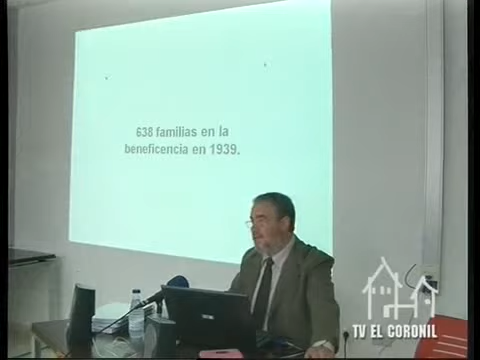 638 familias en la
beneficencia en 1939.
TV EL CORONIL